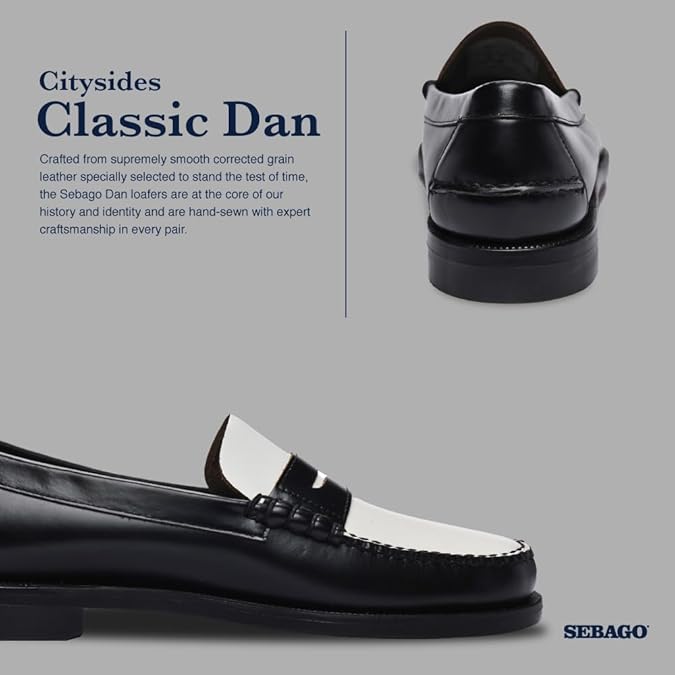 Citysides
Classic Dan
Crafted from supremely smooth corrected grain
leather specially selected to stand the test of time,
the Sebago Dan loafers are at the core of our
history and identity and are hand-sewn with expert
craftsmanship in every pair.
SEBAGO